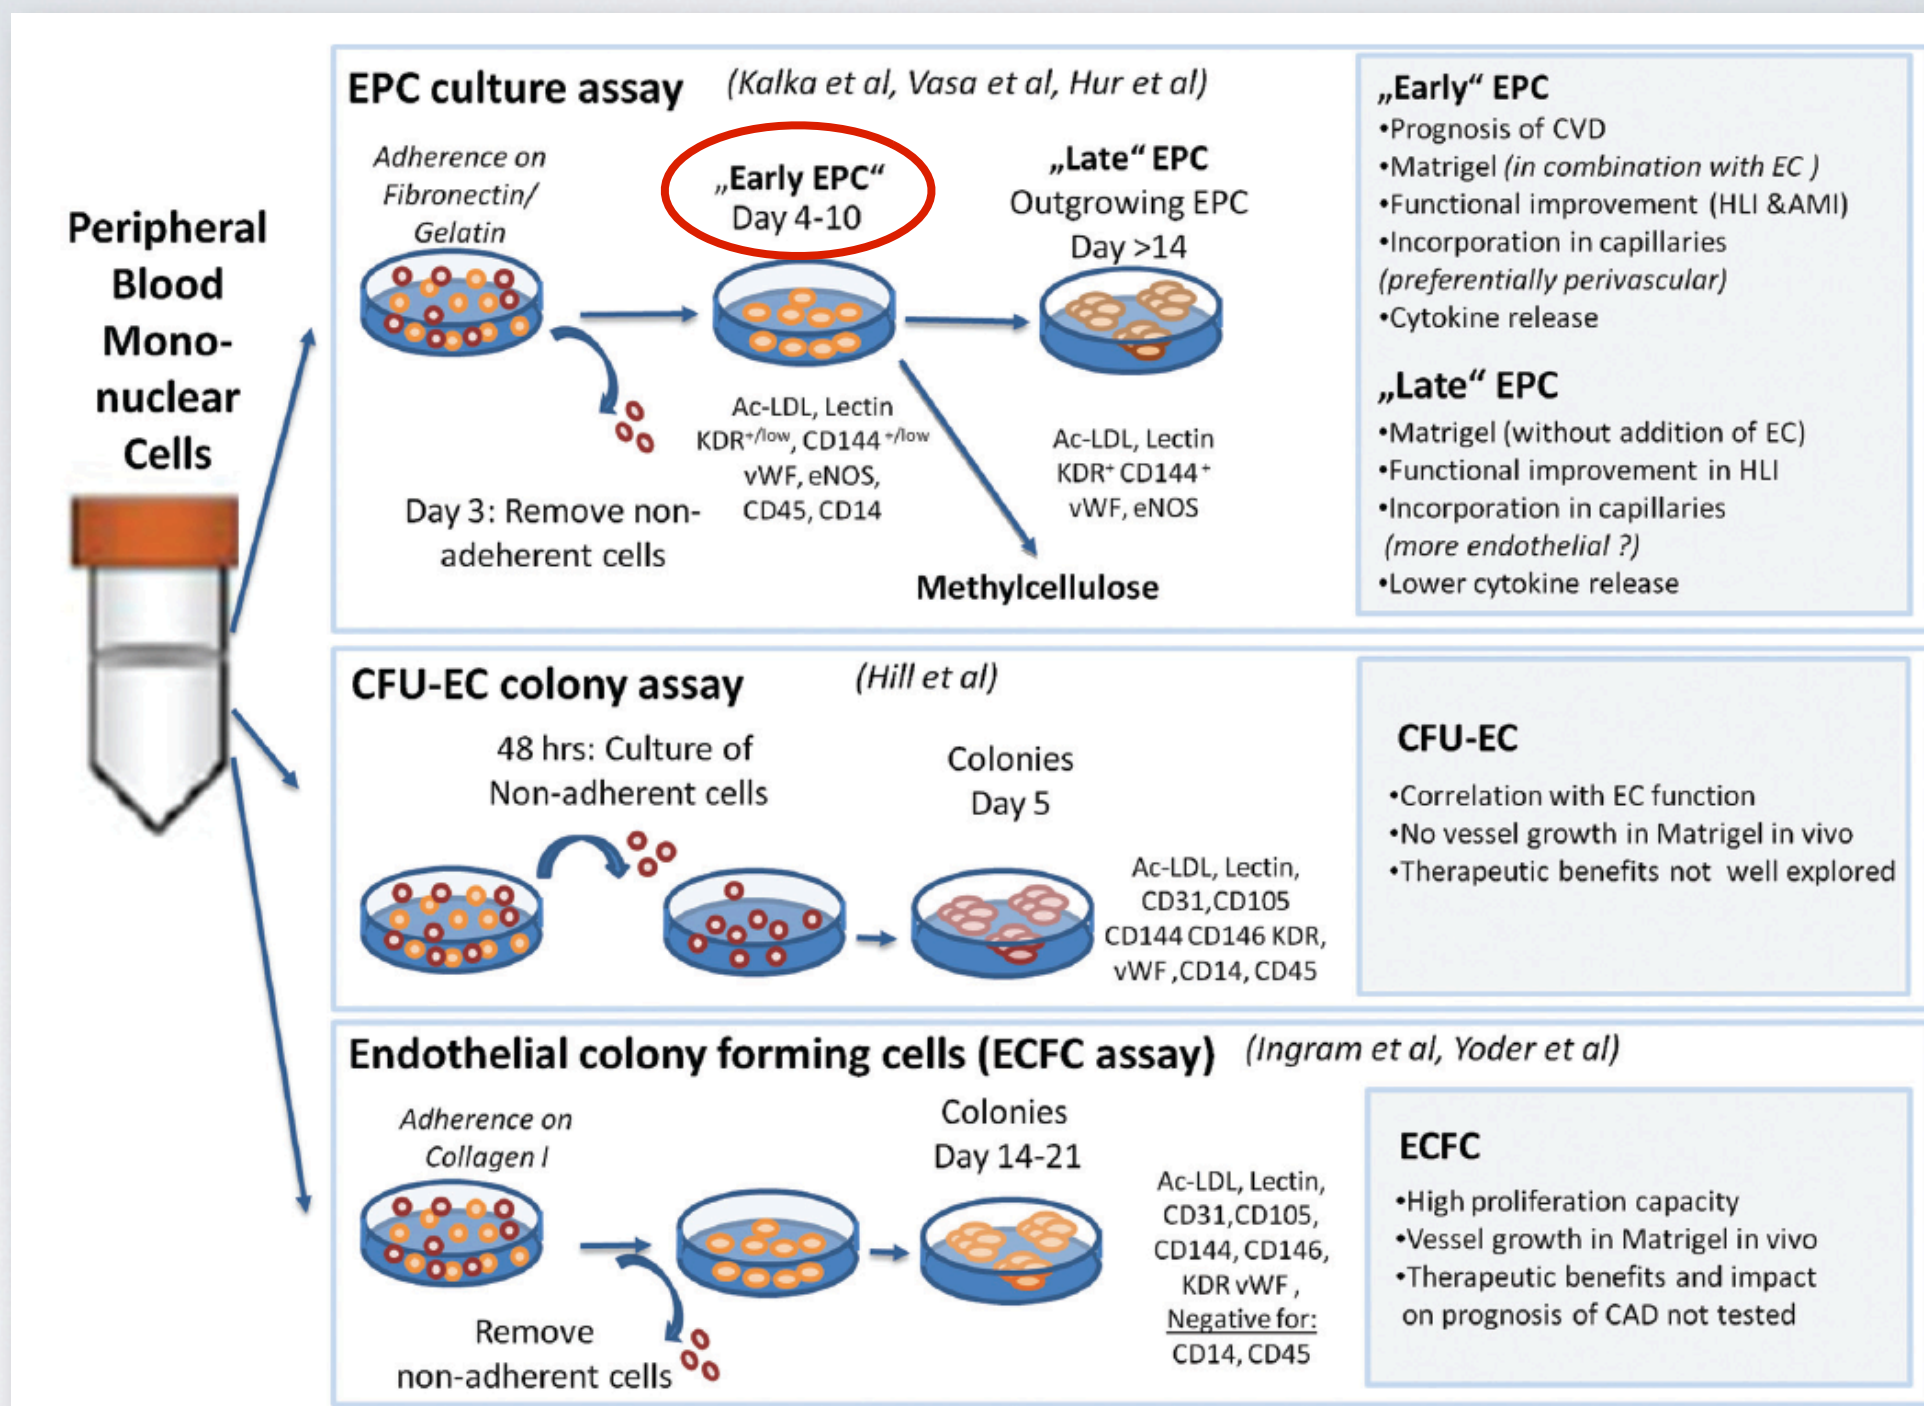 Peripheral
Blood
Mono-
nuclear
Cells
EPC culture assay (Kalka et al, Vasa et al, Hur et al)
Adherence on
Fibronectin/
Gelatin
„Early EPC“
Day 4-10
„Late“ EPC
Outgrowing EPC
Day >14
Day 3: Remove non-
adeherent cells
Ac-LDL, Lectin
KDR+/low, CD144 +/low
vWF, eNOS,
CD45, CD14
Ac-LDL, Lectin
KDR+ CD144+
vWF, eNOS
Methylcellulose
„Early“ EPC
•Prognosis of CVD
•Matrigel (in combination with EC )
•Functional improvement (HLI &AMI)
•Incorporation in capillaries
(preferentially perivascular)
•Cytokine release
„Late“ EPC
•Matrigel (without addition of EC)
•Functional improvement in HLI
•Incorporation in capillaries
(more endothelial ?)
•Lower cytokine release
CFU-EC colony assay (Hill et al)
48 hrs: Culture of
Non-adherent cells
Colonies
Day 5
Ac-LDL, Lectin,
CD31,CD105
CD144 CD146 KDR,
vWF ,CD14, CD45
CFU-EC
•Correlation with EC function
•No vessel growth in Matrigel in vivo
•Therapeutic benefits not well explored
Endothelial colony forming cells (ECFC assay) (Ingram et al, Yoder et al)
Adherence on
Collagen I
Remove
non-adherent cells
Colonies
Day 14-21
Ac-LDL, Lectin,
CD31,CD105,
CD144, CD146,
KDR vWF ,
Negative for:
CD14, CD45
ECFC
•High proliferation capacity
•Vessel growth in Matrigel in vivo
•Therapeutic benefits and impact
on prognosis of CAD not tested